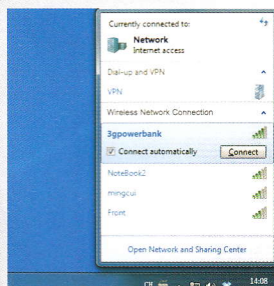 Currently connected to:
Network
Internet access
Dial-up and VPN
VPN
Wireless Network Connection
3gpowerbank
Connect automatically
Connect
NoteBook2
mingcui
Front
Open Network and Sharing Center
14:08